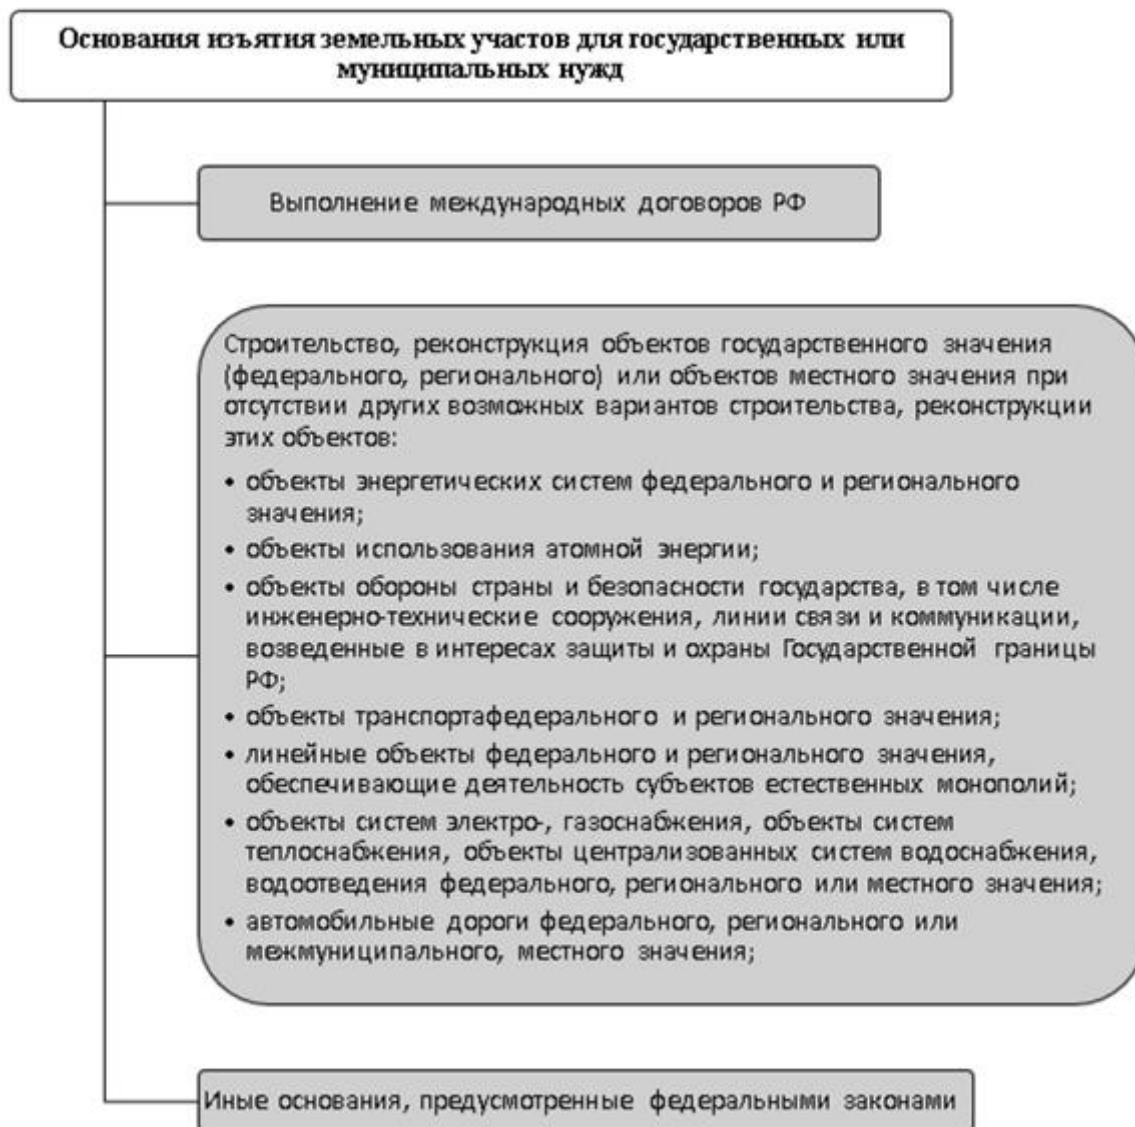 Основания изъятия земельных участов для государственных или
муниципальных нужд
Выполнение международных договоров РФ
Строительство, реконструкция объектов государственного значения
(федерального, регионального) или объектов местного значения при
отсутствии других возможных вариантов строительства, реконструкции
этих объектов:
• объекты энергетических систем федерального и регионального
значения;
• объекты использования атомной энергии;
• объекты обороны страны и безопасности государства, в том числе
инженерно-технические сооружения, линии связи и коммуникации,
возведенные в интересах защиты и охраны Государственной границы
РФ;
• объекты транспортафедерального и регионального значения;
• линейные объекты федерального и регионального значения,
обеспечивающие деятельность субъектов естественных монополий;
• объекты систем электро-, газоснабжения, объекты систем
теплоснабжения, объекты централизованных систем водоснабжения,
водоотведения федерального, регионального или местного значения;
• автомобильные дороги федерального, регионального или
межмуниципального, местного значения;
Иные основания, предусмотренные федеральными законами